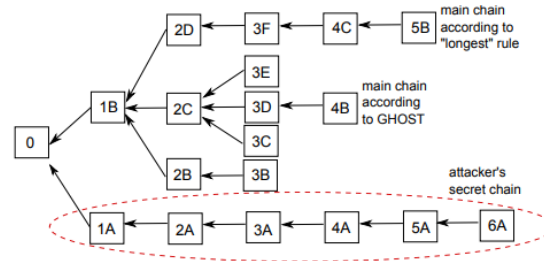 2D
3F
4C
5B
main chain
according to
"longest" rule
3E
1B
2C
3D
4B
main chain
according
to GHOST
0
3C
2B
3B
attacker's
secret chain
1A
2A
3A
4A
5A
6A